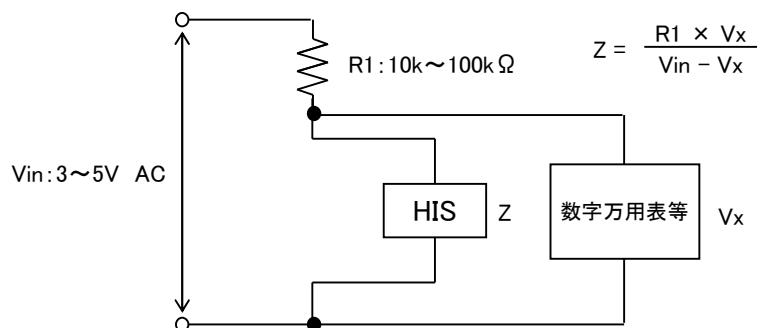 R1:10k～100kΩ
Z = R1 × Vx / Vin − Vx
Vin:3～5V AC
HIS
Z
数字万用表等
Vx